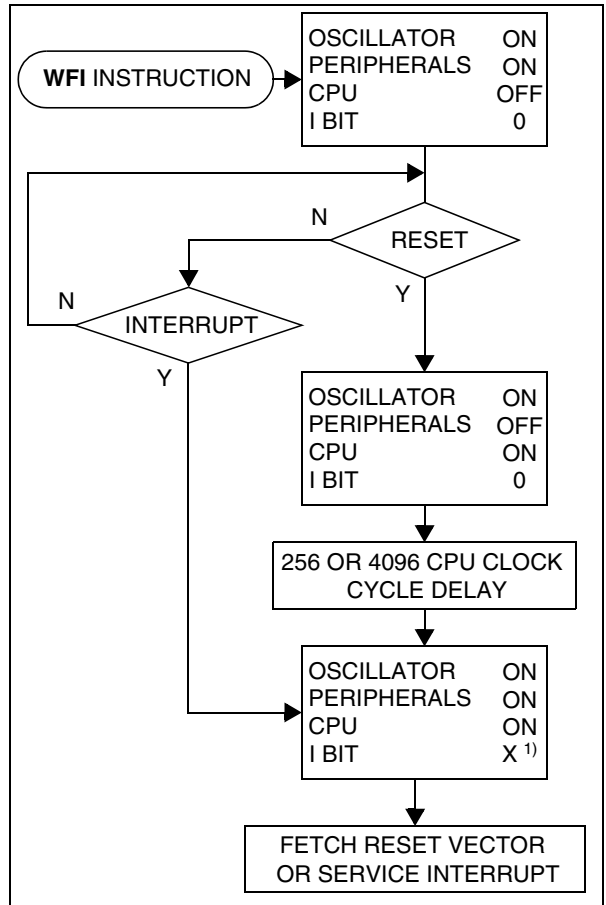 WFI INSTRUCTION
OSCILLATOR ON
PERIPHERALS ON
CPU OFF
I BIT 0
N
RESET
Y
N
INTERRUPT
Y
OSCILLATOR ON
PERIPHERALS OFF
CPU ON
I BIT 0
256 OR 4096 CPU CLOCK
CYCLE DELAY
OSCILLATOR ON
PERIPHERALS ON
CPU ON
I BIT X 1)
FETCH RESET VECTOR
OR SERVICE INTERRUPT